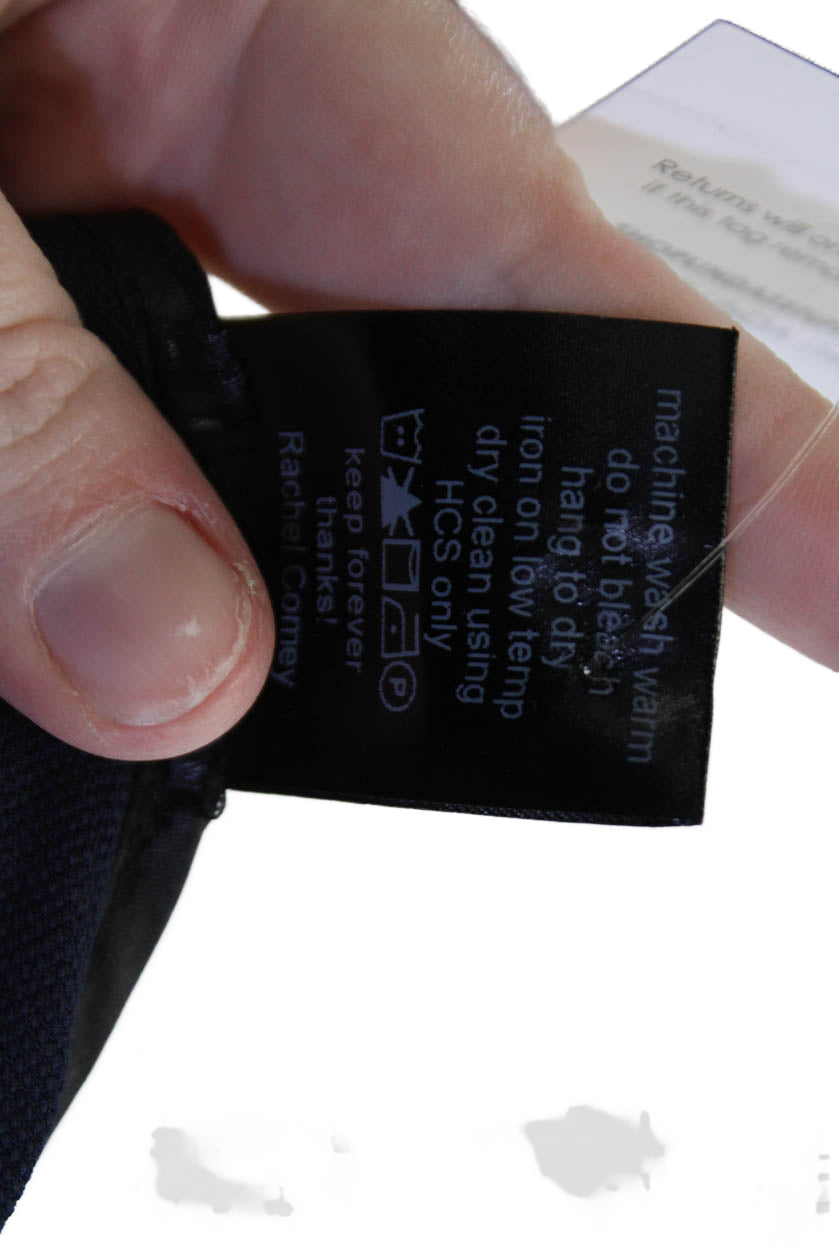 machine wash warm
do not bleach
hang to dry
iron on low temp
dry clean using
HCS only
P
keep forever
thanks!
Rachel Comey
Returns will
if this tag